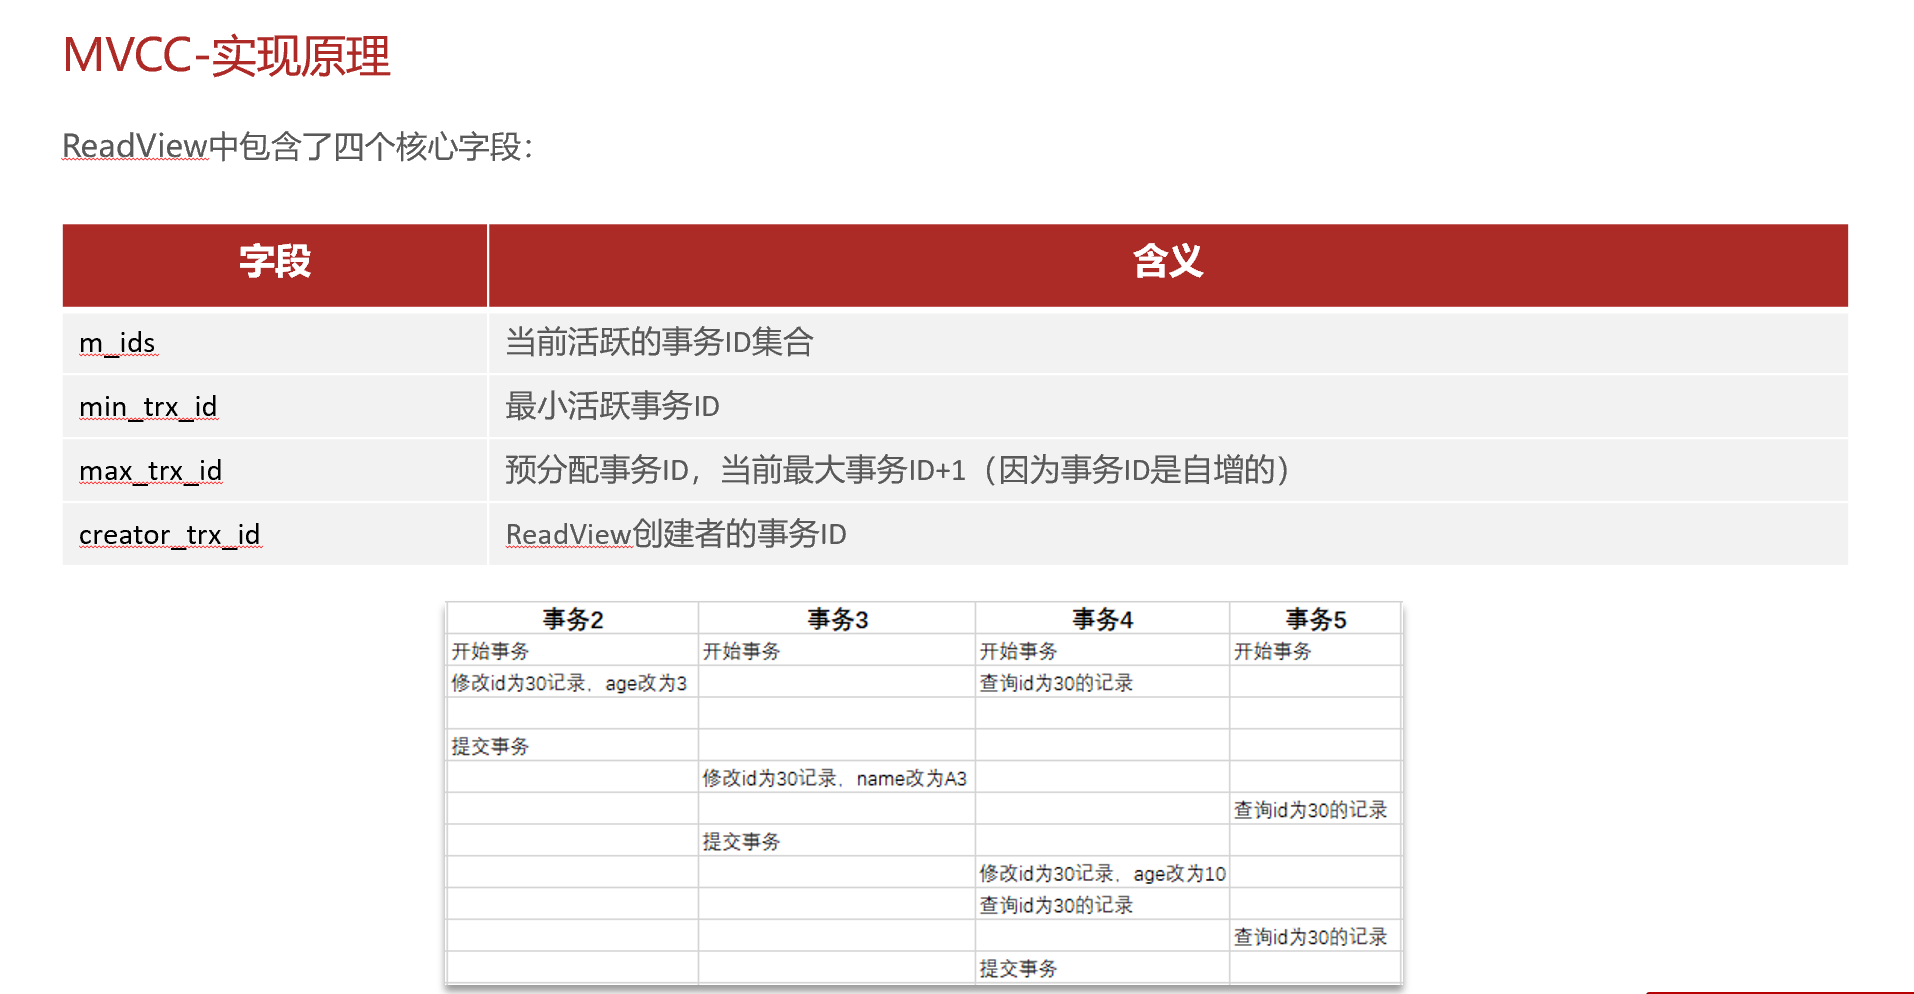 MVCC-实现原理
ReadView中包含了四个核心字段：
字段 含义
m_ids 当前活跃的事务ID集合
min_trx_id 最小活跃事务ID
max_trx_id 预分配事务ID，当前最大事务ID+1（因为事务ID是自增的）
creator_trx_id ReadView创建者的事务ID
事务2 事务3 事务4 事务5
开始事务 开始事务 开始事务 开始事务
修改id为30记录，age改为3 查询id为30的记录
提交事务
修改id为30记录，name改为A3
查询id为30的记录
提交事务
修改id为30记录，age改为10
查询id为30的记录
查询id为30的记录
提交事务